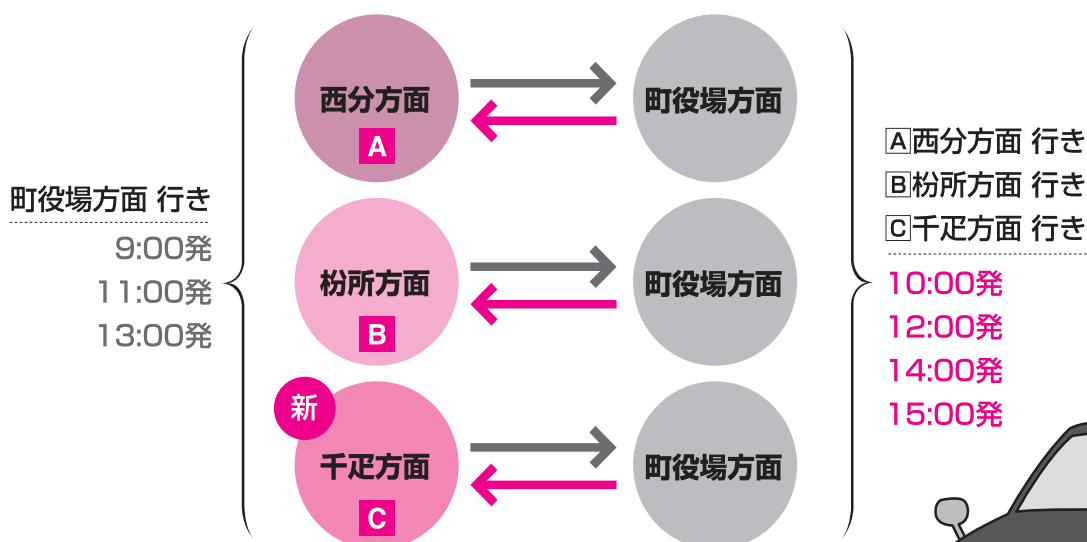 町役場方面 行き
9:00発
11:00発
13:00発
西分方面
A
町役場方面
枌所方面
B
町役場方面
新
千疋方面
C
町役場方面
A西分方面 行き
B枌所方面 行き
C千疋方面 行き
10:00発
12:00発
14:00発
15:00発